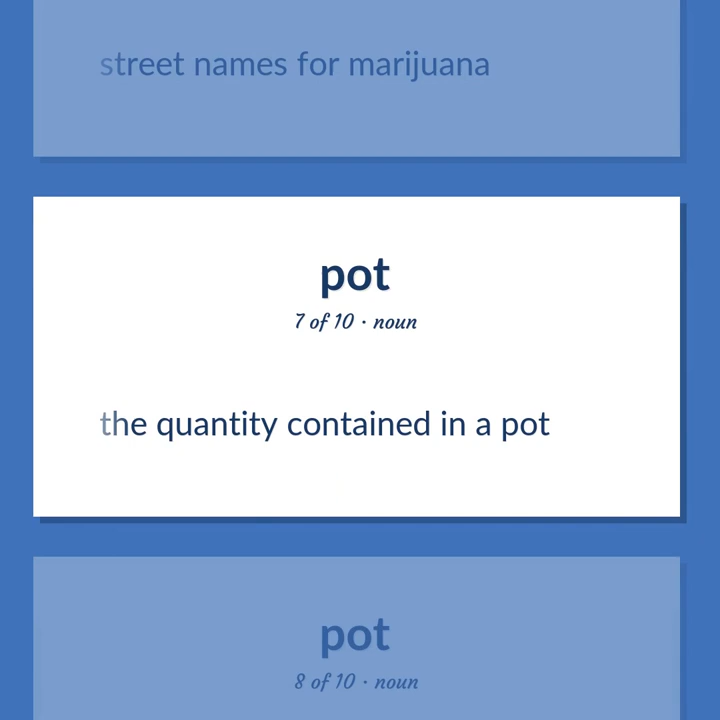 street names for marijuana
pot
7 of 10 · noun
the quantity contained in a pot
pot
8 of 10 · noun